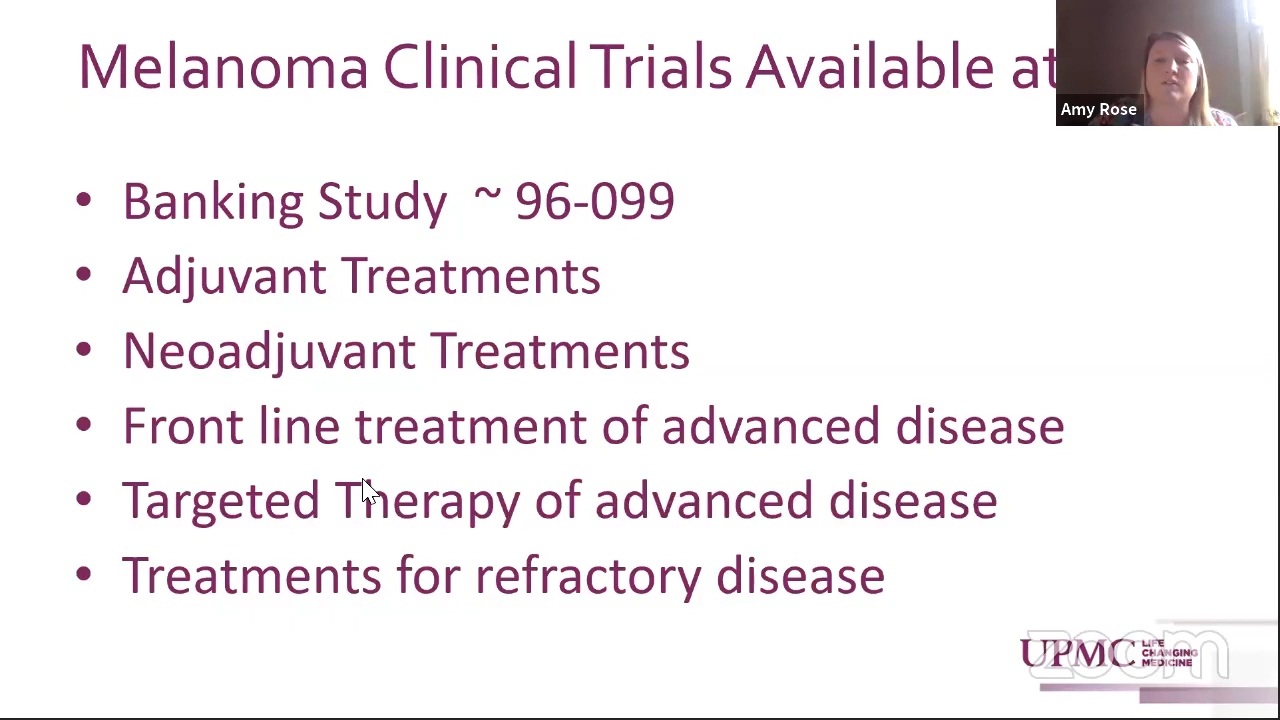 Melanoma Clinical Trials Available at
Amy Rose
• Banking Study ~ 96-099
• Adjuvant Treatments
• Neoadjuvant Treatments
• Front line treatment of advanced disease
• Targeted Therapy of advanced disease
• Treatments for refractory disease
UPMC LIFE
CHANGING
MEDICINE
zoom